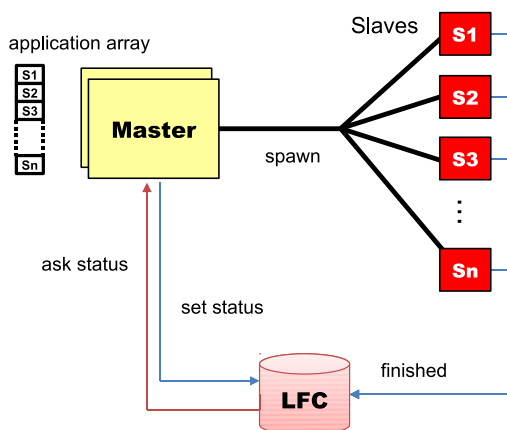 application array
S1
S2
S3
Sn
Master
spawn
Slaves
S1
S2
S3
...
Sn
ask status
set status
finished
LFC